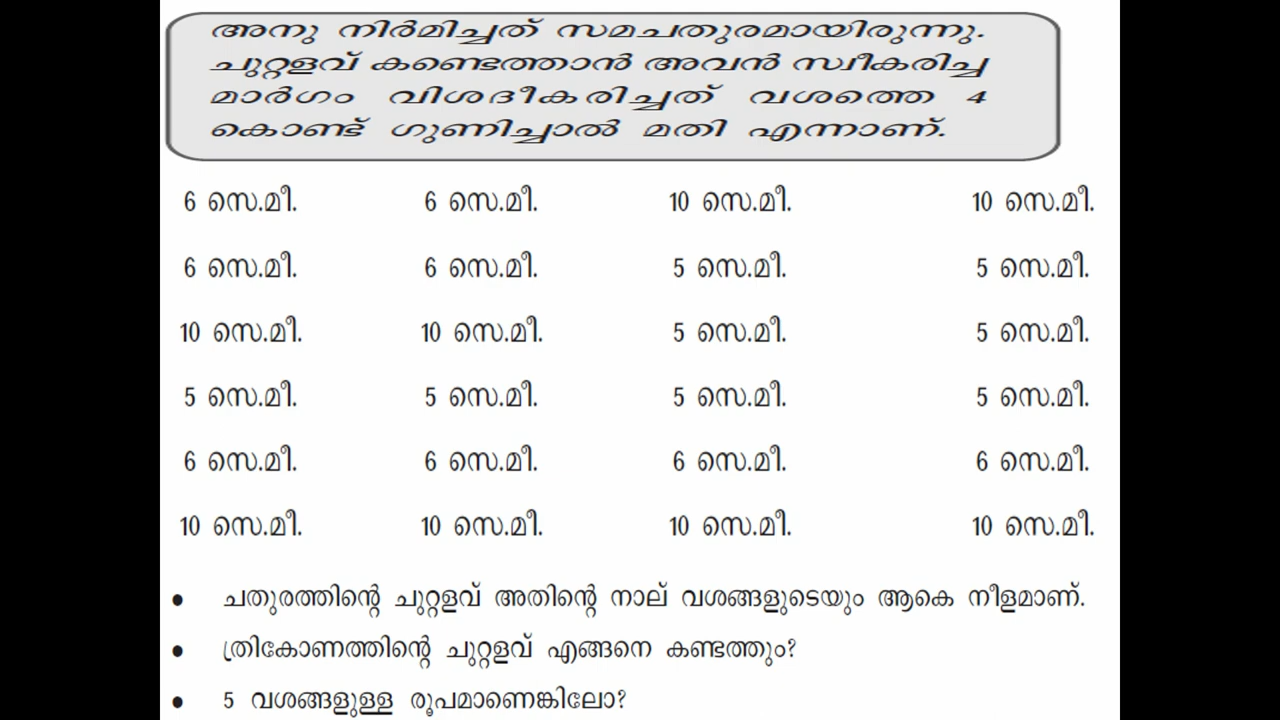 അനു നിർമിച്ചത് സമചതുരമായിരുന്നു.
ചുറ്റളവ് കണ്ടെത്താൻ അവൻ സ്വീകരിച്ച
മാർഗം വിശദീകരിച്ചത് വശത്തെ 4
കൊണ്ട് ഗുണിച്ചാൽ മതി എന്നാണ്.
6 സെ.മീ. 6 സെ.മീ. 10 സെ.മീ. 10 സെ.മീ.
6 സെ.മീ. 6 സെ.മീ. 5 സെ.മീ. 5 സെ.മീ.
10 സെ.മീ. 10 സെ.മീ. 5 സെ.മീ. 5 സെ.മീ.
5 സെ.മീ. 5 സെ.മീ. 5 സെ.മീ. 5 സെ.മീ.
6 സെ.മീ. 6 സെ.മീ. 6 സെ.മീ. 6 സെ.മീ.
10 സെ.മീ. 10 സെ.മീ. 10 സെ.മീ. 10 സെ.മീ.
• ചതുരത്തിന്റെ ചുറ്റളവ് അതിന്റെ നാല് വശങ്ങളുടെയും ആകെ നീളമാണ്.
• ത്രികോണത്തിന്റെ ചുറ്റളവ് എങ്ങനെ കണ്ടത്തും?
• 5 വശങ്ങളുള്ള രൂപമാണെങ്കിലോ?